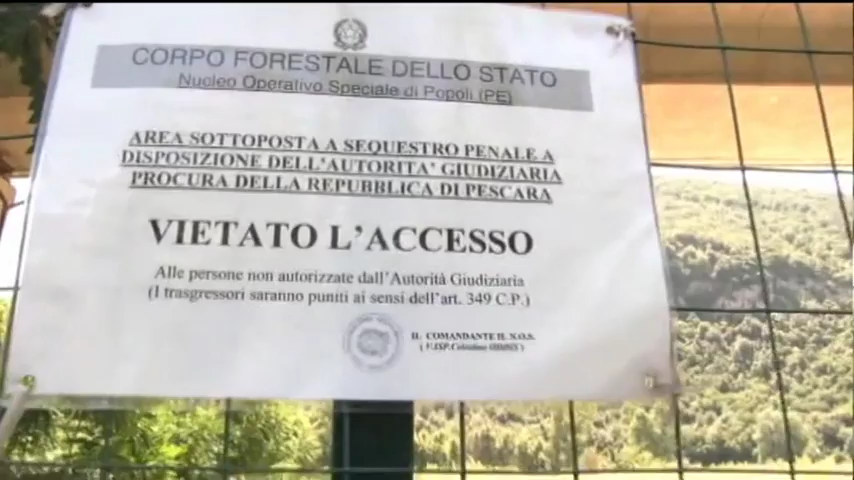 CORPO FORESTALE DELLO STATO
Nucleo Operativo Speciale di Popoli (PE)
AREA SOTTOPOSTA A SEQUESTRO PENALE A
DISPOSIZIONE DELL'AUTORITA' GIUDIZIARIA
PROCURA DELLA REPUBBLICA DI PESCARA
VIETATO L'ACCESSO
Alle persone non autorizzate dall'Autorità Giudiziaria
(I trasgressori saranno puniti ai sensi dell'art. 349 C.P.)
IL COMANDANTE IL N.O.S.